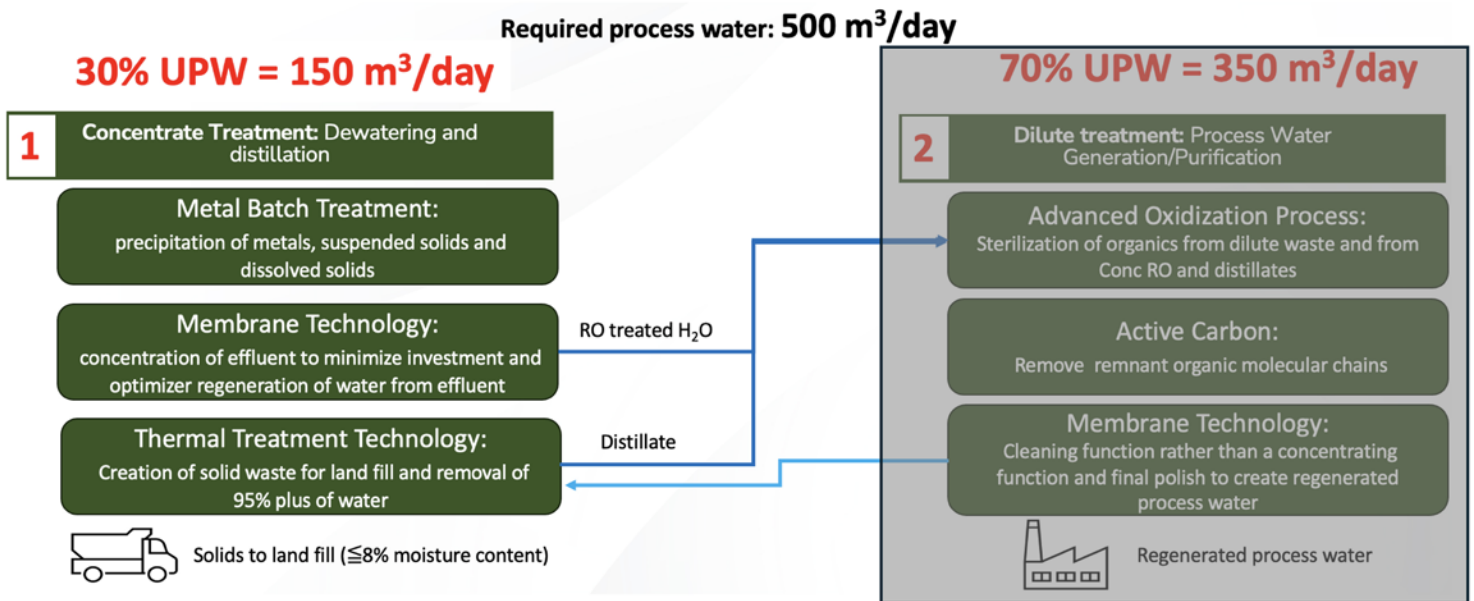 Required process water: 500 m³/day
30% UPW = 150 m³/day
1
Concentrate Treatment: Dewatering and
distillation
Metal Batch Treatment:
precipitation of metals, suspended solids and
dissolved solids
Membrane Technology:
concentration of effluent to minimize investment and
optimizer regeneration of water from effluent
Thermal Treatment Technology:
Creation of solid waste for land fill and removal of
95% plus of water
Solids to land fill (≦8% moisture content)
RO treated H₂O
Distillate
70% UPW = 350 m³/day
2
Dilute treatment: Process Water
Generation/Purification
Advanced Oxidization Process:
Sterilization of organics from dilute waste and from
Conc RO and distillates
Active Carbon:
Remove remnant organic molecular chains
Membrane Technology:
Cleaning function rather than a concentrating
function and final polish to create regenerated
process water
Regenerated process water